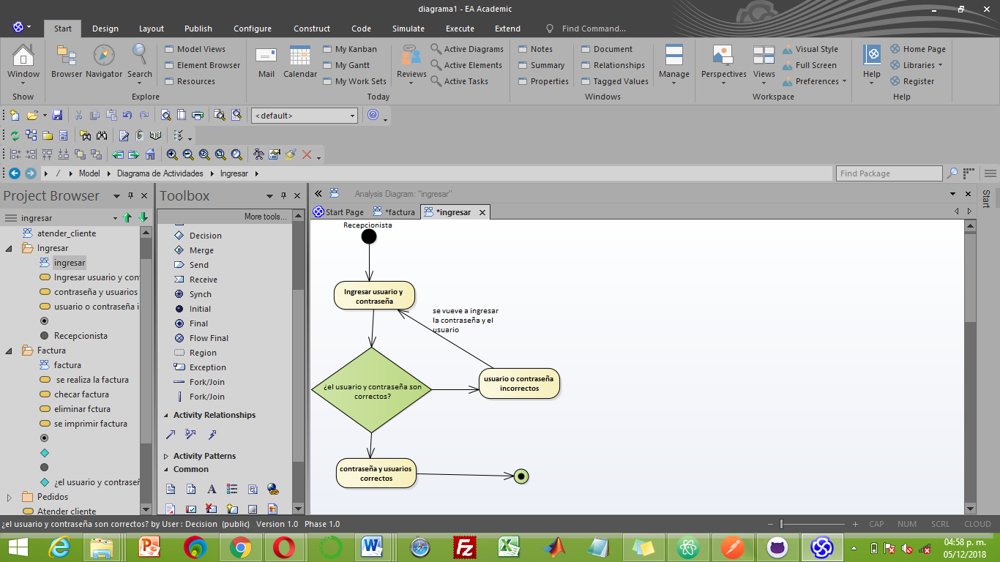 diagrama1 - EA Academic
Start Design Layout Publish Configure Construct Code Simulate Execute Extend Find Command...
Window
Show
Browser Navigator Search
Model Views
Element Browser
Resources
Explore
Mail Calendar
My Kanban
My Gantt
My Work Sets
Reviews
Active Diagrams
Active Elements
Active Tasks
Today
Notes
Summary
Properties
Document
Relationships
Tagged Values
Manage
Windows
Perspectives Views
Visual Style
Full Screen
Preferences
Workspace
Help
Home Page
Libraries
Register
Help
<default>
/ Model Diagrama de Actividades Ingresar
Find Package
Project Browser
ingresar
atender_cliente
Ingresar
ingresar
Ingresar usuario y con
contraseña y usuarios
usuario o contraseña i
Recepcionista
Factura
factura
se realiza la factura
checar factura
eliminar fctura
se imprimir factura
¿el usuario y contraseñ
Pedidos
Atender cliente
Toolbox
More tools...
Decision
Merge
Send
Receive
Synch
Initial
Final
Flow Final
Region
Exception
Fork/Join
Fork/Join
Activity Relationships
Activity Patterns
Common
Analysis Diagram: "ingresar"
Start Page *factura *ingresar
Start
Recepcionista
Ingresar usuario y
contraseña
se vueve a ingresar
la contraseña y el
usuario
¿el usuario y contraseña son
correctos?
usuario o contraseña
incorrectos
contraseña y usuarios
correctos
¿el usuario y contraseña son correctos? by User : Decision (public) Version 1.0 Phase 1.0
CAP NUM SCRL CLOUD
04:58 p. m.
05/12/2018